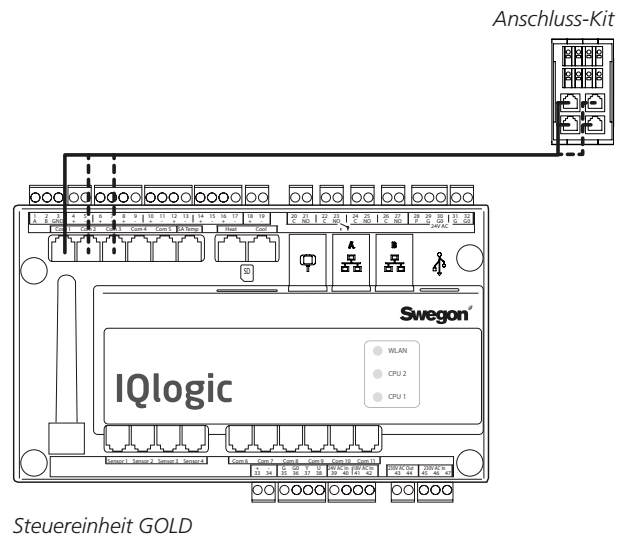 Anschluss-Kit
1 2 3 4 5 6 7 8 9 10 11 12 13 14 15 16 17 18 19 20 21 22 23 24 25 26 27 28 29 30 31 32
A B GND + - + - + - + - + - + - + - + - C NO C NO C NO C NO P G G0 G G0
24V AC
Com 1 Com 2 Com 3 Com 4 Com 5 SA Temp Heat Cool
A B
SD
Swegon
WLAN
CPU 2
CPU 1
IQlogic
Sensor 1 Sensor 2 Sensor 3 Sensor 4 Com 6 Com 7 Com 8 Com 9 Com 10 Com 11
+ - G G0 Y U 24V AC In 18V AC In 230V AC Out 230V AC In
33 34 35 36 37 38 39 40 41 42 43 44 45 46 47
Steuereinheit GOLD